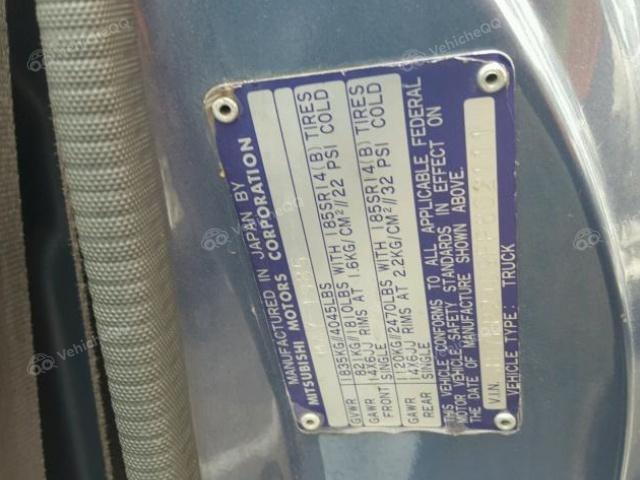 MANUFACTURED IN JAPAN BY
MITSUBISHI MOTORS CORPORATION
GVWR 1835KG//4045LBS
GAWR 821KG//1810LBS WITH 185SR14(B) TIRES
FRONT 14X6JJ RIMS AT 1.6KG/CM²//22 PSI COLD
SINGLE
GAWR 1120KG//2470LBS WITH 185SR14(B) TIRES
REAR 14X6JJ RIMS AT 2.2KG/CM²//32 PSI COLD
SINGLE
THIS VEHICLE CONFORMS TO ALL APPLICABLE FEDERAL
MOTOR VEHICLE SAFETY STANDARDS IN EFFECT ON
THE DATE OF MANUFACTURE SHOWN ABOVE.
V.I.N.
VEHICLE TYPE: TRUCK
VehicleQQ